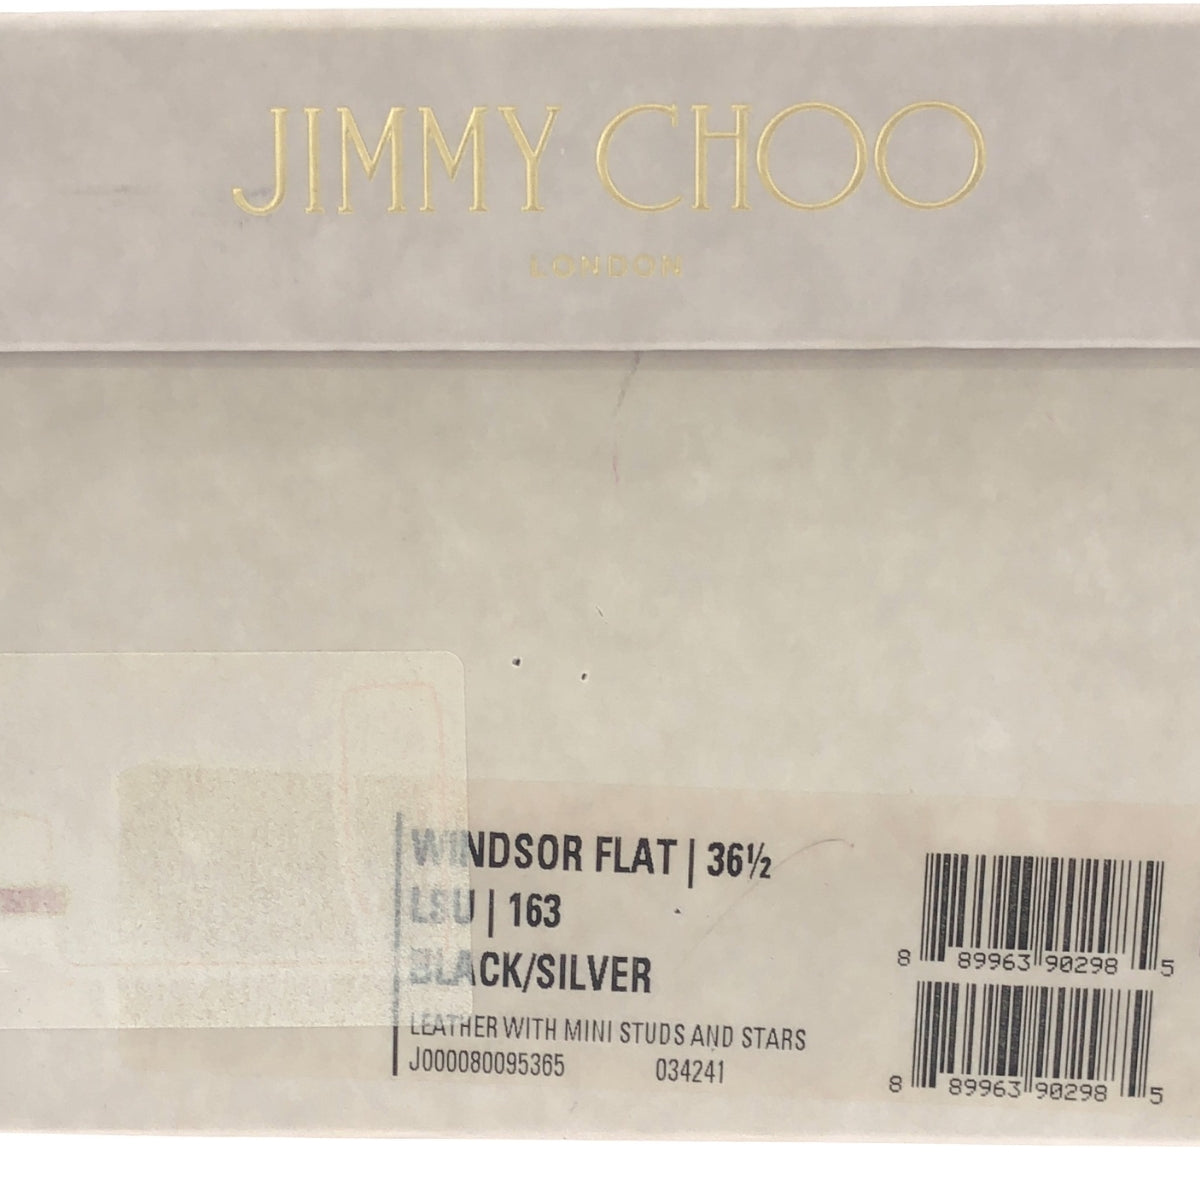 JIMMY CHOO
LONDON
WINDSOR FLAT | 36½
LSU | 163
BLACK/SILVER
LEATHER WITH MINI STUDS AND STARS
J000080095365 034241
8 89963 90298 5
8 89963 90298 5